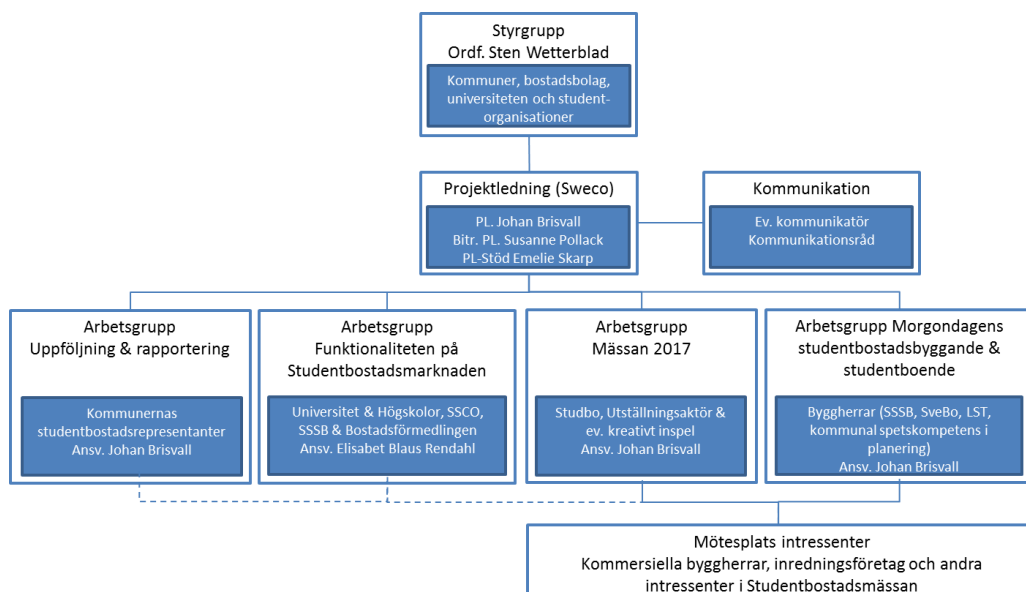 Styrgrupp
Ordf. Sten Wetterblad
Kommuner, bostadsbolag,
universiteten och student-
organisationer
Projektledning (Sweco)
PL. Johan Brisvall
Bitr. PL. Susanne Pollack
PL-Stöd Emelie Skarp
Kommunikation
Ev. kommunikatör
Kommunikationsråd
Arbetsgrupp
Uppföljning & rapportering
Kommunernas
studentbostadsrepresentanter
Ansv. Johan Brisvall
Arbetsgrupp
Funktionaliteten på
Studentbostadsmarknaden
Universitet & Högskolor, SSCO,
SSSB & Bostadsförmedlingen
Ansv. Elisabet Blaus Rendahl
Arbetsgrupp
Mässan 2017
Studbo, Utställningsaktör &
ev. kreativt inspel
Ansv. Johan Brisvall
Arbetsgrupp Morgondagens
studentbostadsbyggande &
studentboende
Byggherrar (SSSB, SveBo, LST,
kommunal spetskompetens i
planering)
Ansv. Johan Brisvall
Mötesplats intressenter
Kommersiella byggherrar, inredningsföretag och andra
intressenter i Studentbostadsmässan